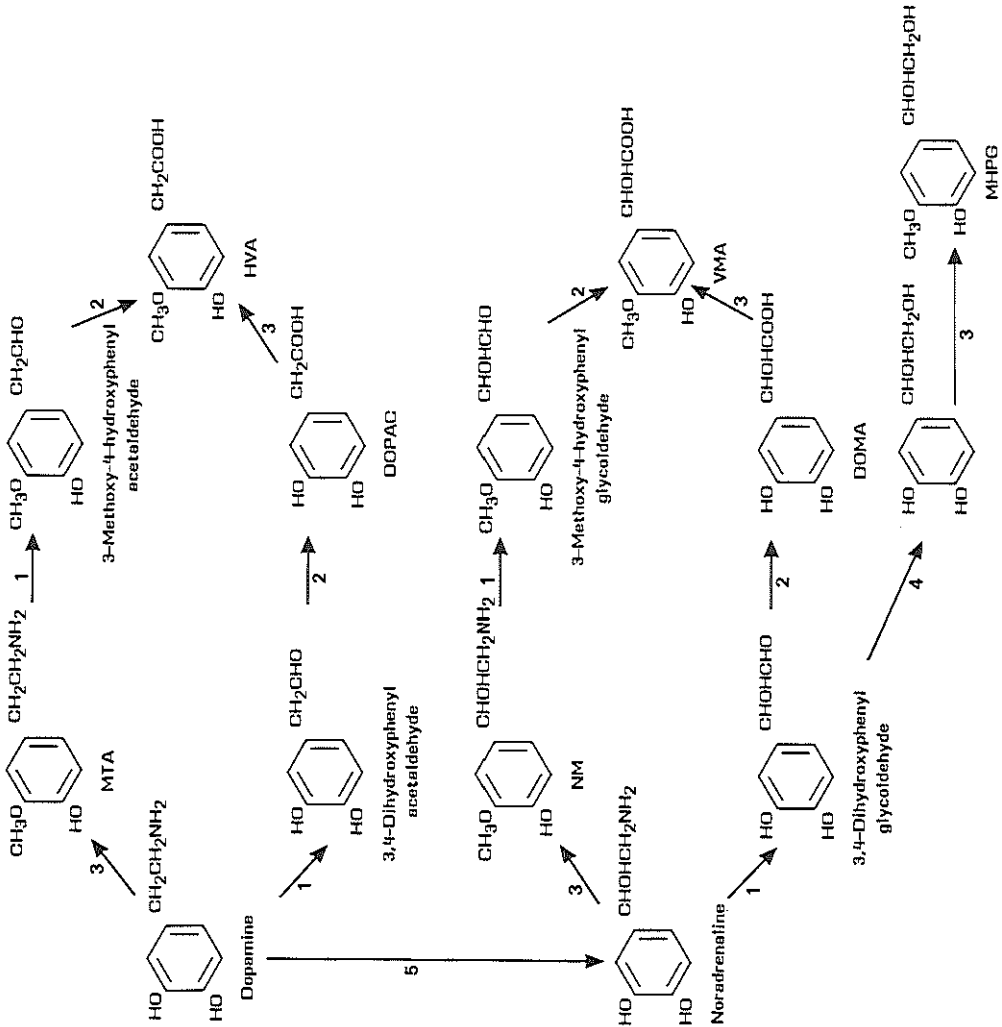 CH3O
HO
CH2CH2NH2
MTA
1
CH3O
HO
CH2CHO
3-Methoxy-4-hydroxyphenyl
acetaldehyde
3
2
HO
HO
CH2CH2NH2
Dopamine
CH3O
HO
CH2COOH
HVA
1
3
HO
HO
CH2CHO
3,4-Dihydroxyphenyl
acetaldehyde
2
HO
HO
CH2COOH
DOPAC
5
CH3O
HO
CHOHCH2NH2
NM
1
CH3O
HO
CHOHCHO
3-Methoxy-4-hydroxyphenyl
glycoldehyde
3
2
HO
HO
CHOHCH2NH2
Noradrenaline
CH3O
HO
CHOHCOOH
VMA
1
3
HO
HO
CHOHCHO
3,4-Dihydroxyphenyl
glycoldehyde
2
HO
HO
CHOHCOOH
DOMA
4
HO
HO
CHOHCH2OH
3
CH3O
HO
CHOHCH2OH
MHPG